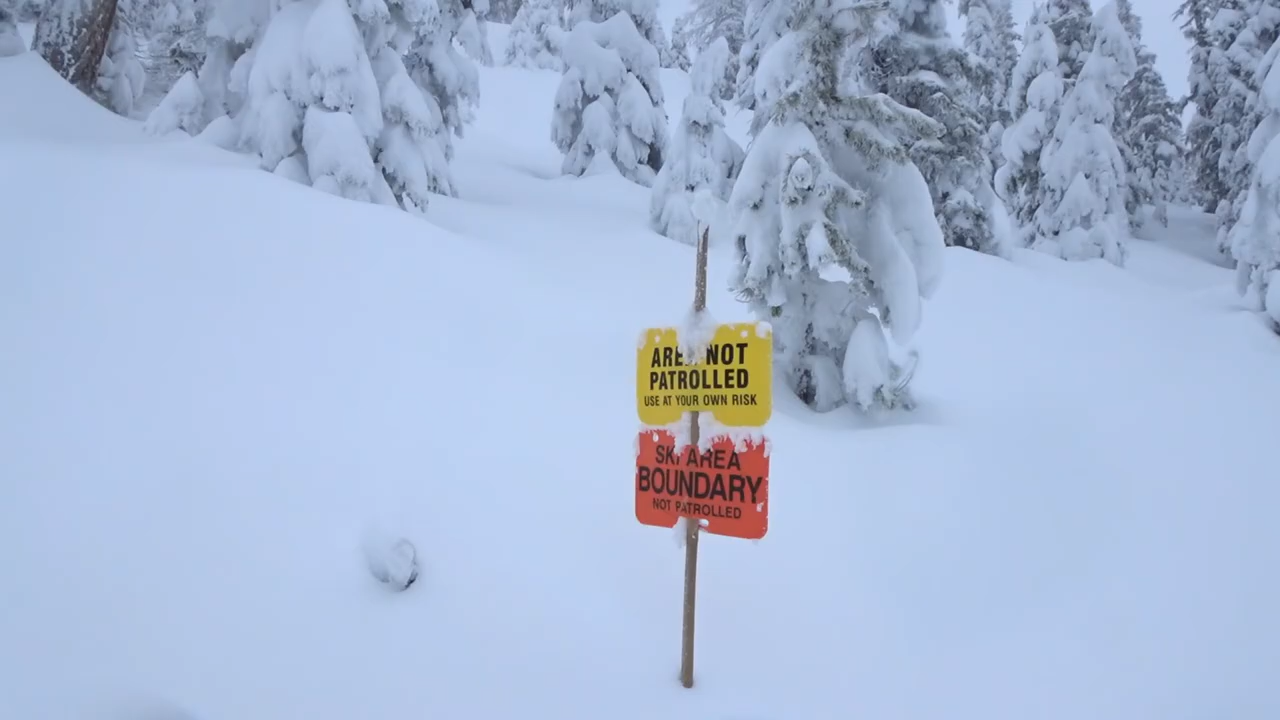 AREA NOT
PATROLLED
USE AT YOUR OWN RISK
SKI AREA
BOUNDARY
NOT PATROLLED